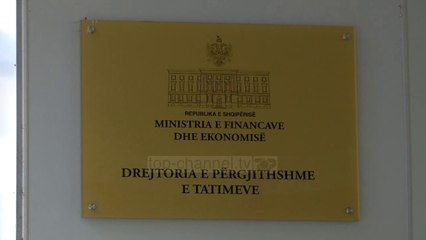 REPUBLIKA E SHQIPËRISË
MINISTRIA E FINANCAVE
DHE EKONOMISË
top-channel.tv
DREJTORIA E PËRGJITHSHME
E TATIMEVE